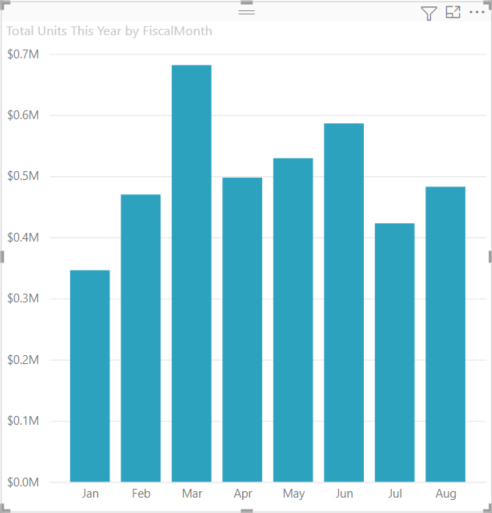 Total Units This Year by FiscalMonth
$0.7M
$0.6M
$0.5M
$0.4M
$0.3M
$0.2M
$0.1M
$0.0M
Jan Feb Mar Apr May Jun Jul Aug